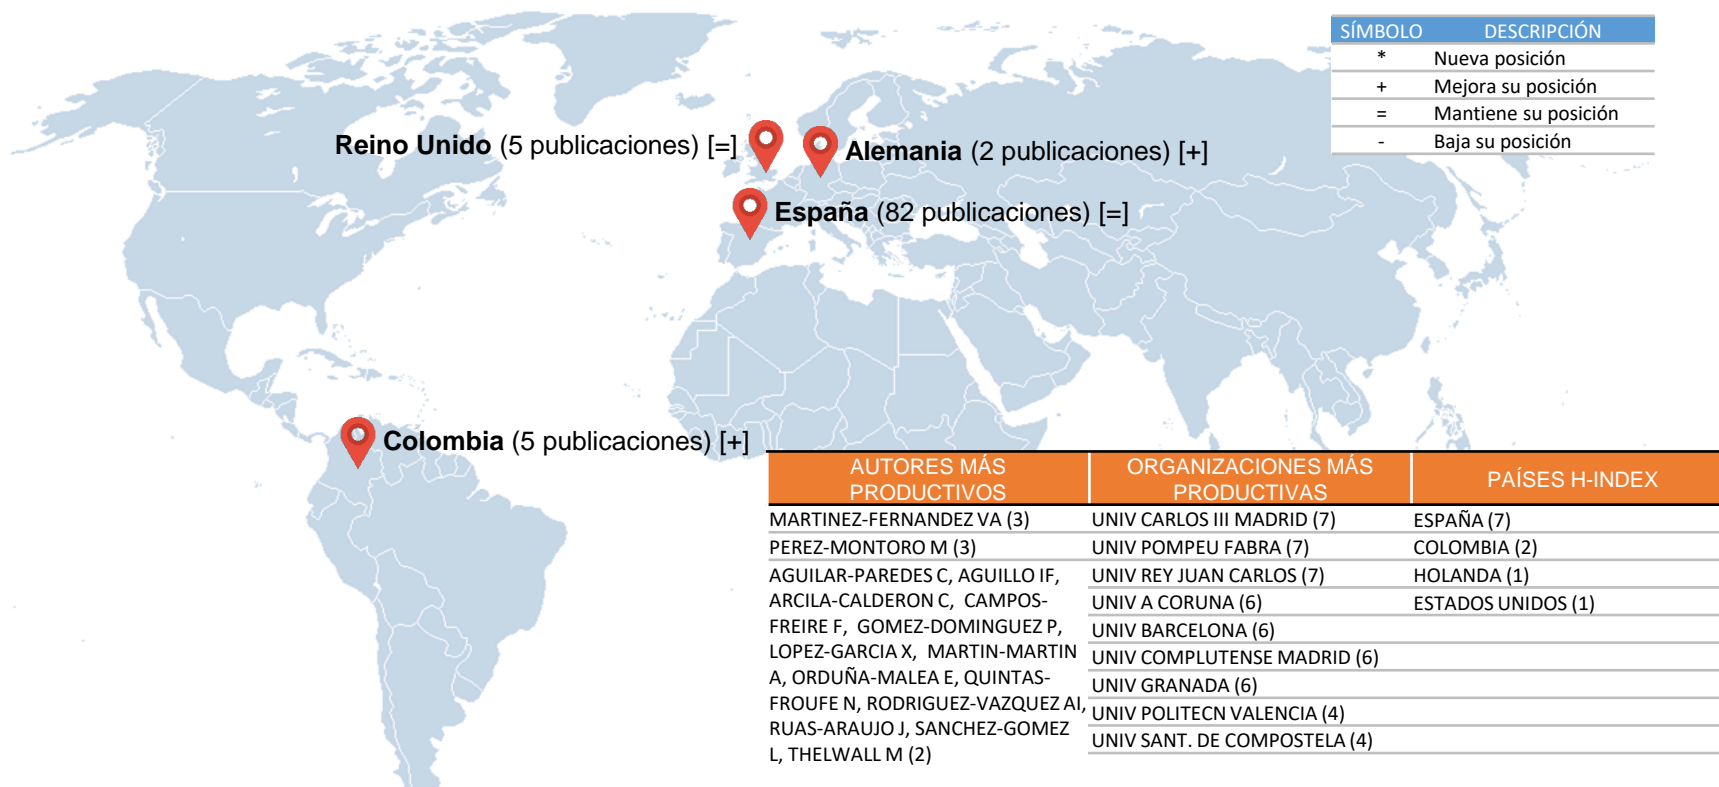 SÍMBOLO DESCRIPCIÓN
* Nueva posición
+ Mejora su posición
= Mantiene su posición
- Baja su posición
Reino Unido (5 publicaciones) [=]
Alemania (2 publicaciones) [+]
España (82 publicaciones) [=]
Colombia (5 publicaciones) [+]
AUTORES MÁS
PRODUCTIVOS
MARTINEZ-FERNANDEZ VA (3)
PEREZ-MONTORO M (3)
AGUILAR-PAREDES C, AGUILLO IF,
ARCILA-CALDERON C, CAMPOS-
FREIRE F, GOMEZ-DOMINGUEZ P,
LOPEZ-GARCIA X, MARTIN-MARTIN
A, ORDUÑA-MALEA E, QUINTAS-
FROUFE N, RODRIGUEZ-VAZQUEZ AI,
RUAS-ARAUJO J, SANCHEZ-GOMEZ
L, THELWALL M (2)
ORGANIZACIONES MÁS
PRODUCTIVAS
UNIV CARLOS III MADRID (7)
UNIV POMPEU FABRA (7)
UNIV REY JUAN CARLOS (7)
UNIV A CORUNA (6)
UNIV BARCELONA (6)
UNIV COMPLUTENSE MADRID (6)
UNIV GRANADA (6)
UNIV POLITECN VALENCIA (4)
UNIV SANT. DE COMPOSTELA (4)
PAÍSES H-INDEX
ESPAÑA (7)
COLOMBIA (2)
HOLANDA (1)
ESTADOS UNIDOS (1)